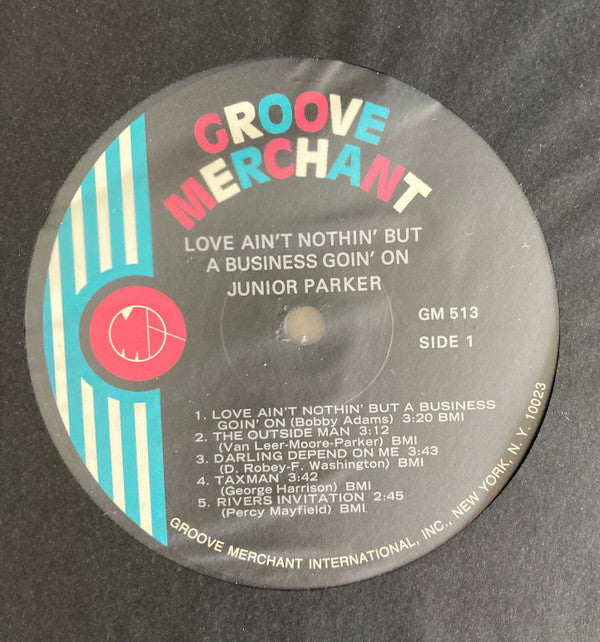 GROOVE
MERCHANT
LOVE AIN'T NOTHIN' BUT
A BUSINESS GOIN' ON
JUNIOR PARKER
GM 513
SIDE 1
1. LOVE AIN'T NOTHIN' BUT A BUSINESS
GOIN' ON (Bobby Adams) 3:20 BMI
2. THE OUTSIDE MAN 3:12
(Van Leer-Moore-Parker) BMI
3. DARLING DEPEND ON ME 3:43
(D. Robey-F. Washington) BMI
4. TAXMAN 3:42
(George Harrison) BMI
5. RIVERS INVITATION 2:45
(Percy Mayfield) BMI
GROOVE MERCHANT INTERNATIONAL, INC., NEW YORK, N. Y. 10023